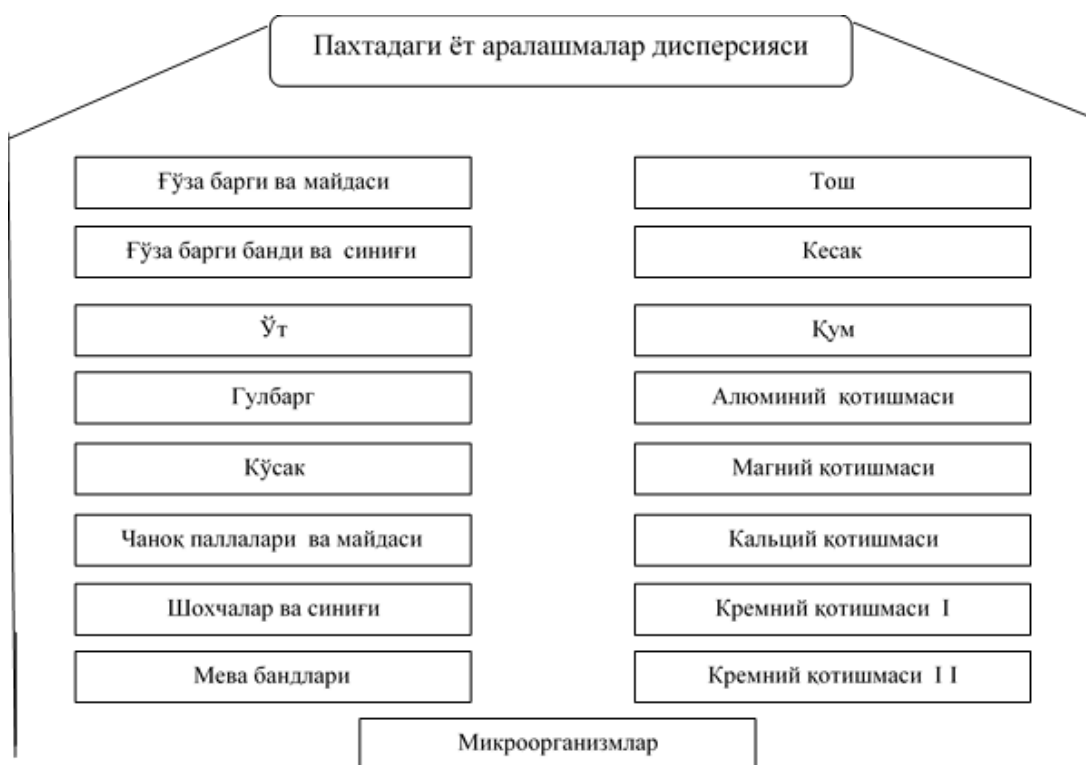 Пахтадаги ёт аралашмалар дисперсияси
Ғўза барги ва майдаси
Ғўза барги банди ва синиғи
Ўт
Гулбарг
Кўсак
Чаноқ паллалари ва майдаси
Шохчалар ва синиғи
Мева бандлари
Тош
Кесак
Қум
Алюминий қотишмаси
Магний қотишмаси
Кальций қотишмаси
Кремний қотишмаси I
Кремний қотишмаси I I
Микроорганизмлар